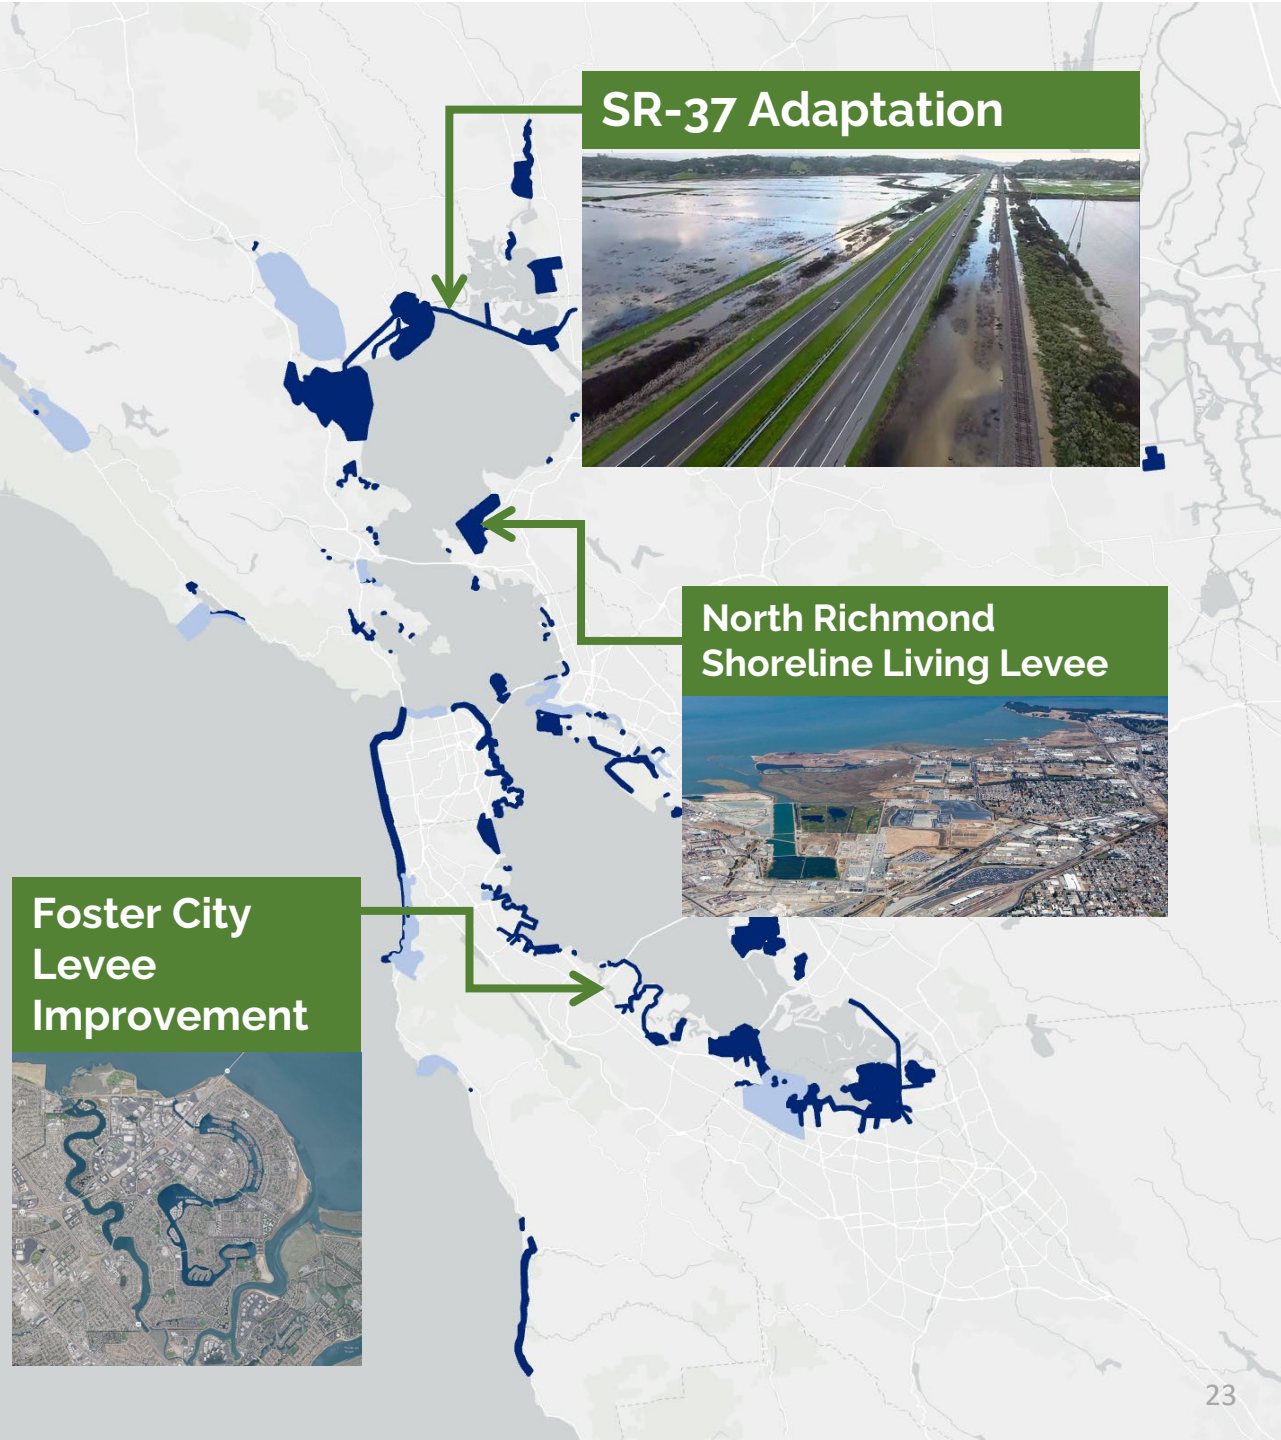 SR-37 Adaptation
North Richmond
Shoreline Living Levee
Foster City
Levee
Improvement
23